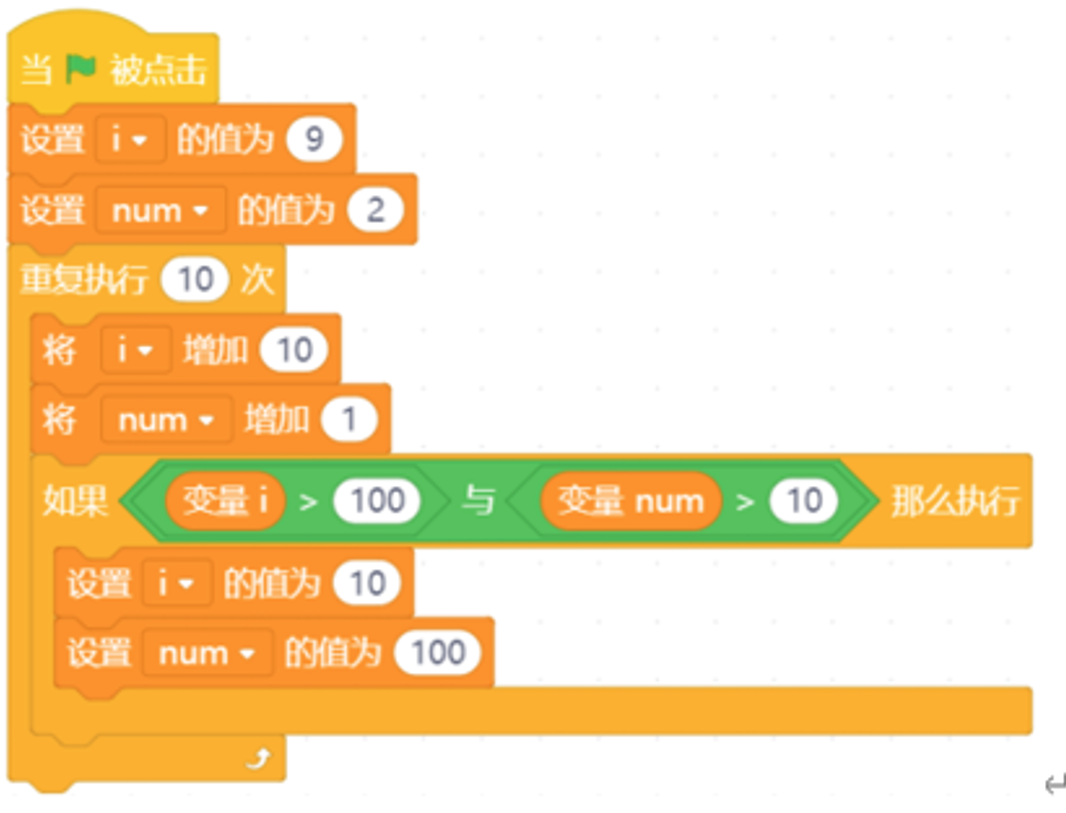 当 被点击
设置 i 的值为 9
设置 num 的值为 2
重复执行 10 次
将 i 增加 10
将 num 增加 1
如果 变量 i > 100 与 变量 num > 10 那么执行
设置 i 的值为 10
设置 num 的值为 100